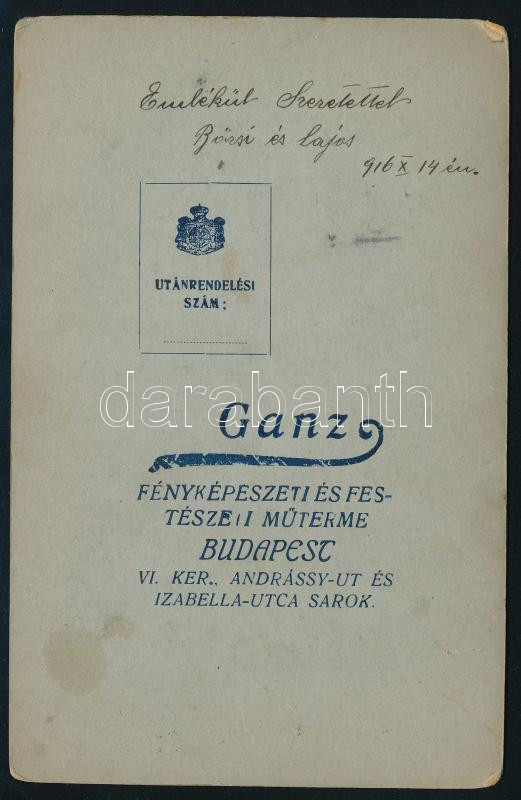 Emlékül Szeretettel
Bözsi és Lajos
916 X 14 én.
UTÁNRENDELÉSI
SZÁM:
darabanth
Ganz
FÉNYKÉPESZETI ÉS FES-
TÉSZETI MŰTERME
BUDAPEST
VI. KER., ANDRÁSSY-UT ÉS
IZABELLA-UTCA SAROK.